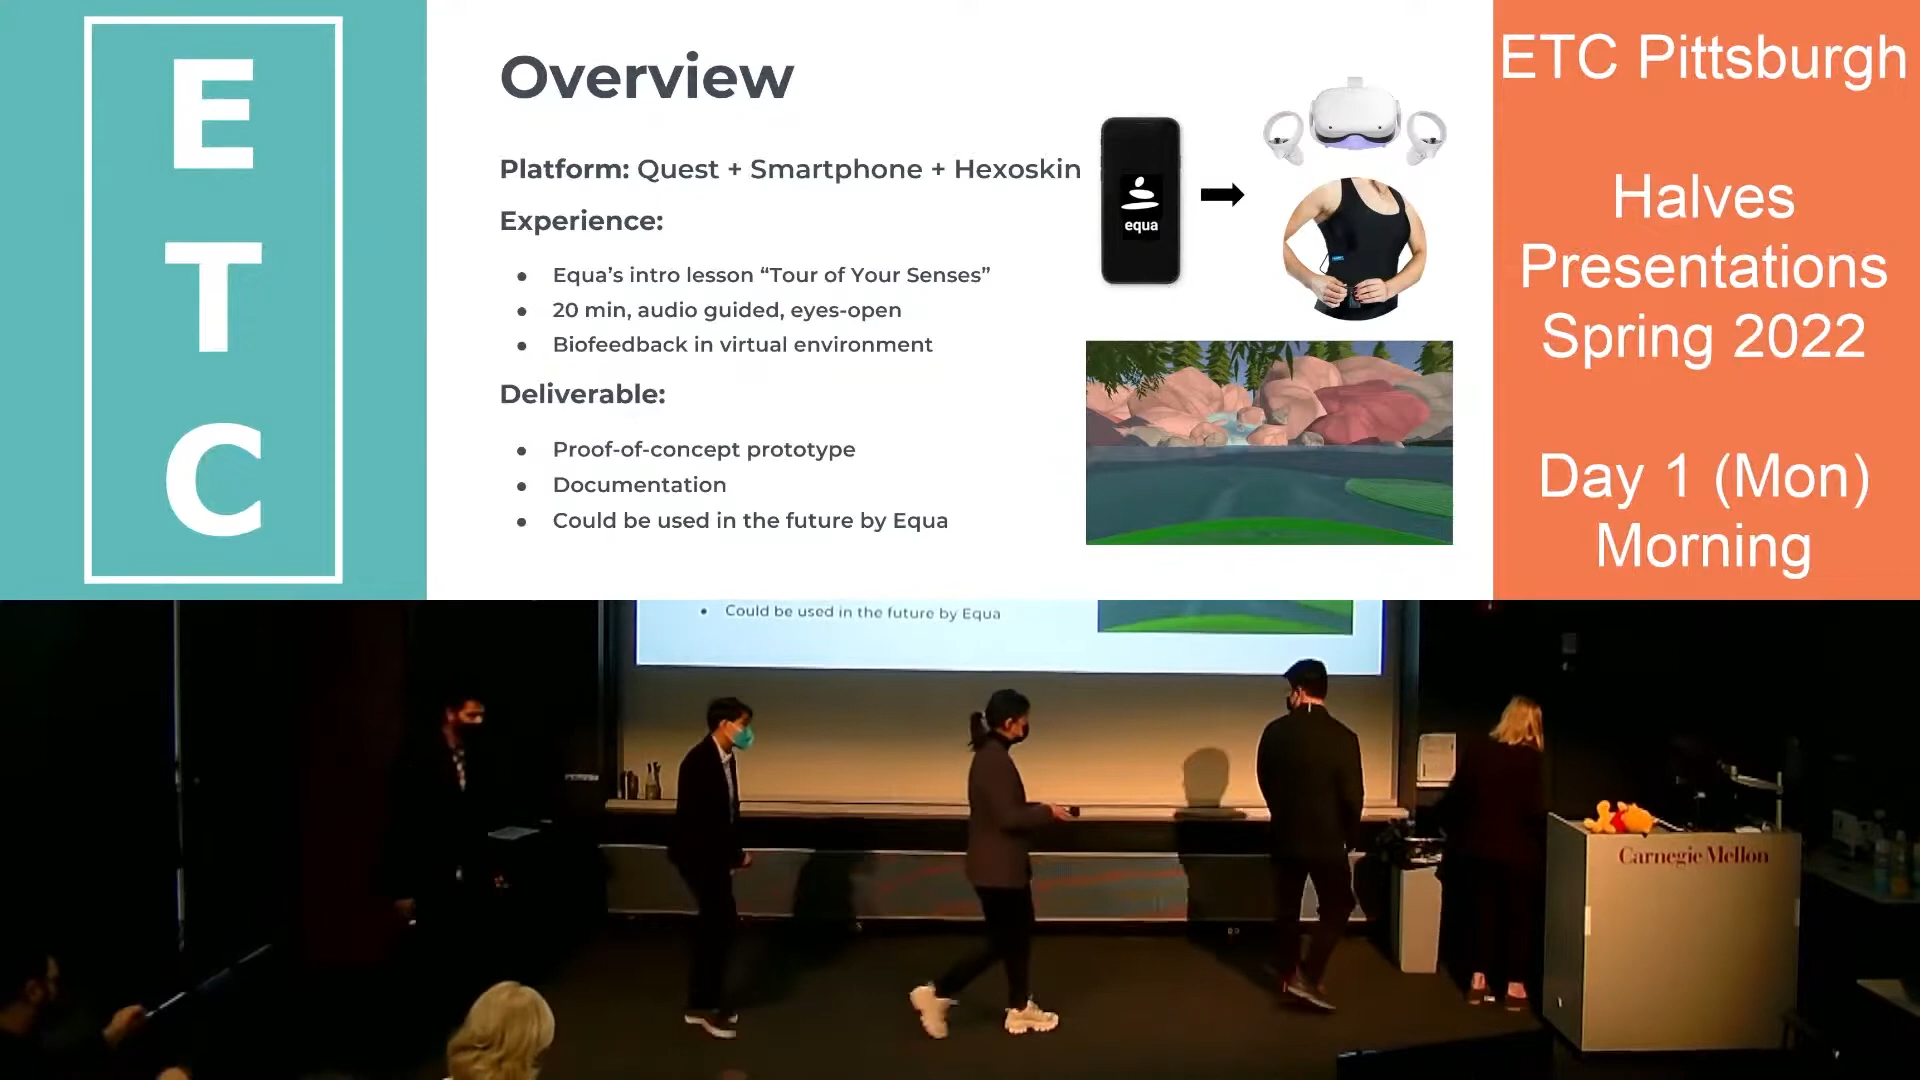 E
T
C
Overview
Platform: Quest + Smartphone + Hexoskin
Experience:
● Equa’s intro lesson “Tour of Your Senses”
● 20 min, audio guided, eyes-open
● Biofeedback in virtual environment
Deliverable:
● Proof-of-concept prototype
● Documentation
● Could be used in the future by Equa
equa
ETC Pittsburgh
Halves
Presentations
Spring 2022
Day 1 (Mon)
Morning
• Could be used in the future by Equa
Carnegie Mellon